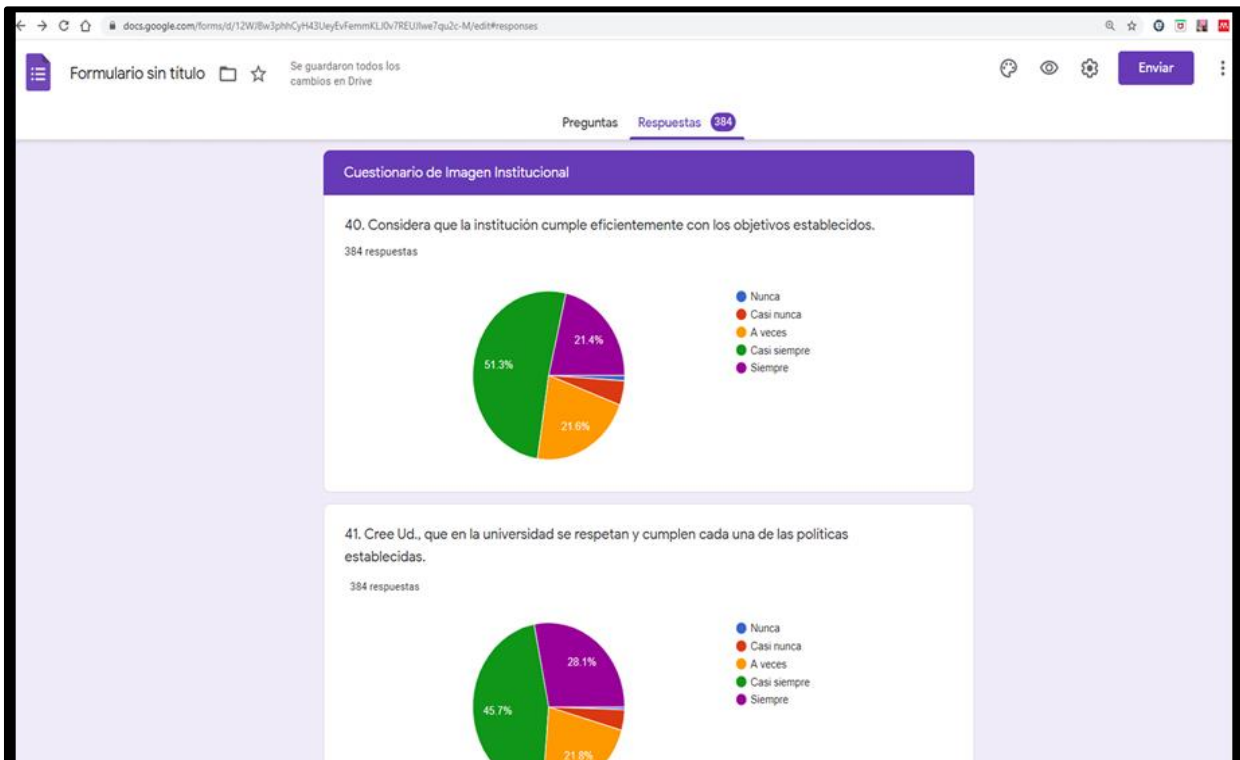 docs.google.com/forms/d/12WJBw3phhCyH43UeyEvFemmKLJ0v7REUJlwe7qu2c-M/edit#responses
Formulario sin título
Se guardaron todos los
cambios en Drive
Enviar
Preguntas Respuestas 384
Cuestionario de Imagen Institucional
40. Considera que la institución cumple eficientemente con los objetivos establecidos.
384 respuestas
Nunca
Casi nunca
A veces
Casi siempre
Siempre
21.4%
51.3%
21.6%
41. Cree Ud., que en la universidad se respetan y cumplen cada una de las políticas
establecidas.
384 respuestas
Nunca
Casi nunca
A veces
Casi siempre
Siempre
28.1%
45.7%
21.8%